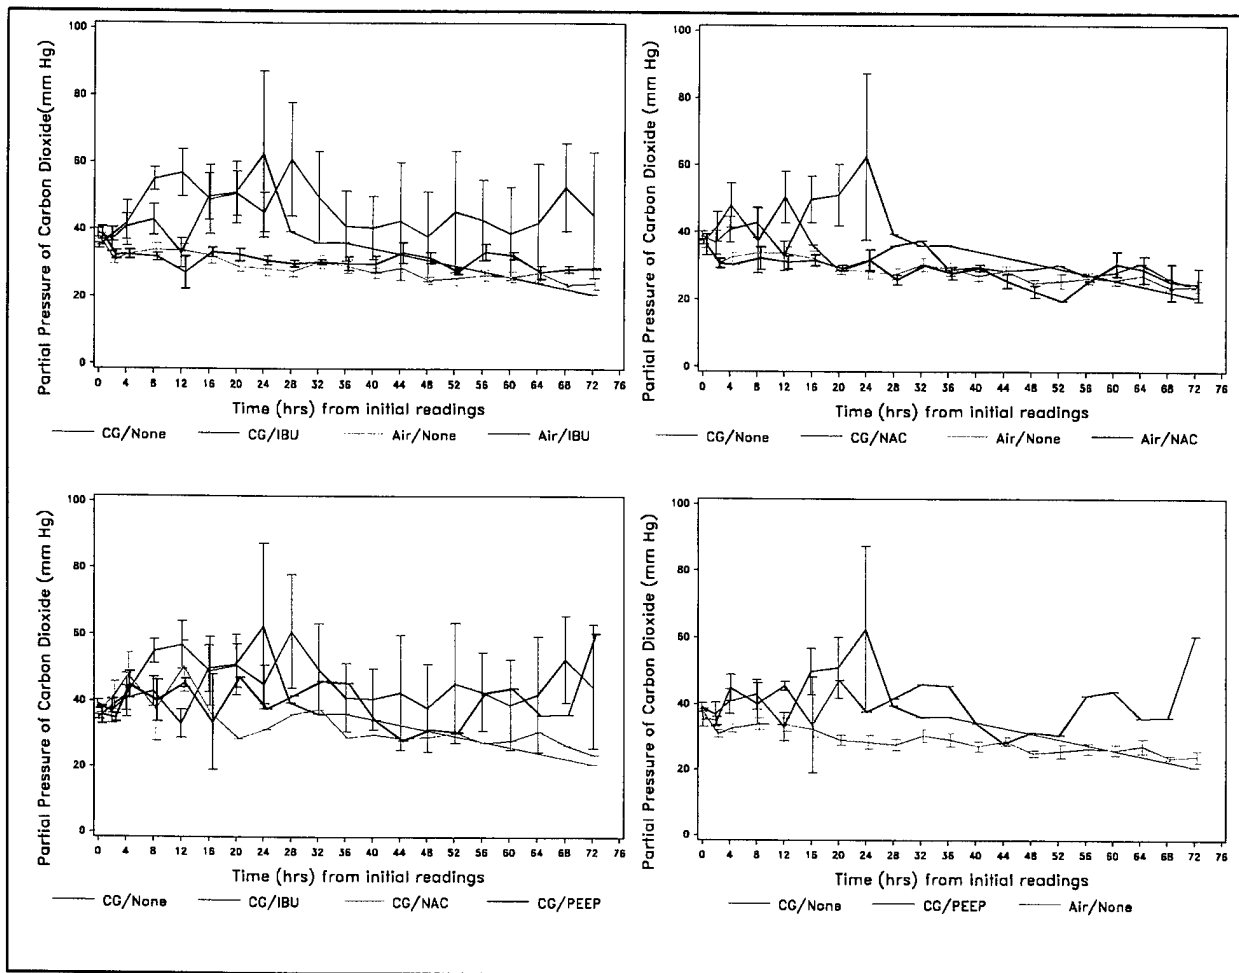 Partial Pressure of Carbon Dioxide(mm Hg)
100
80
60
40
20
0
0 4 8 12 16 20 24 28 32 36 40 44 48 52 56 60 64 68 72 76
Time (hrs) from initial readings
CG/None CG/IBU Air/None Air/IBU
Partial Pressure of Carbon Dioxide (mm Hg)
100
80
60
40
20
0
0 4 8 12 16 20 24 28 32 36 40 44 48 52 56 60 64 68 72 76
Time (hrs) from initial readings
CG/None CG/NAC Air/None Air/NAC
Partial Pressure of Carbon Dioxide (mm Hg)
100
80
60
40
20
0
0 4 8 12 16 20 24 28 32 36 40 44 48 52 56 60 64 68 72 76
Time (hrs) from initial readings
CG/None CG/IBU CG/NAC CG/PEEP
Partial Pressure of Carbon Dioxide (mm Hg)
100
80
60
40
20
0
0 4 8 12 16 20 24 28 32 36 40 44 48 52 56 60 64 68 72 76
Time (hrs) from initial readings
CG/None CG/PEEP Air/None